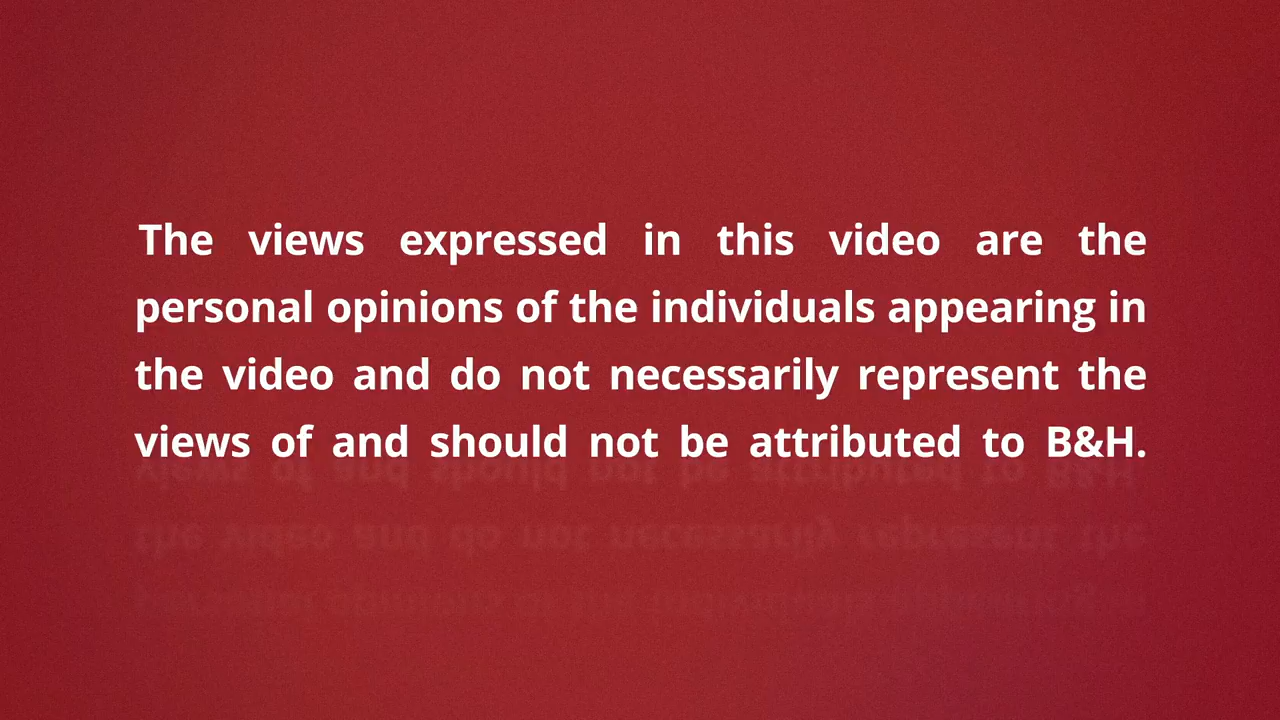 The views expressed in this video are the
personal opinions of the individuals appearing in
the video and do not necessarily represent the
views of and should not be attributed to B&H.